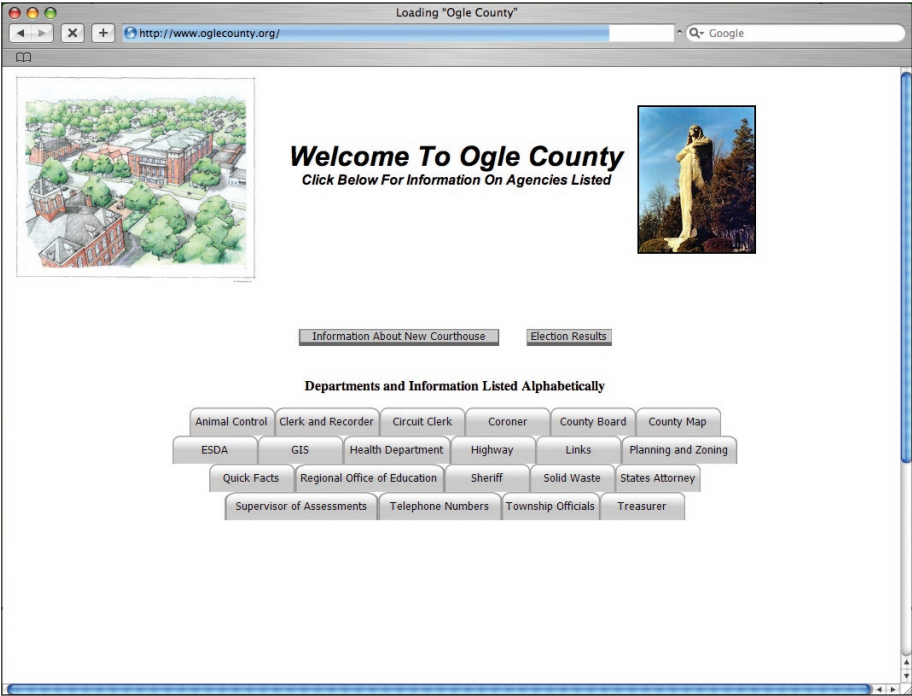 Loading "Ogle County"
http://www.oglecounty.org/
Google
Welcome To Ogle County
Click Below For Information On Agencies Listed
Information About New Courthouse Election Results
Departments and Information Listed Alphabetically
Animal Control Clerk and Recorder Circuit Clerk Coroner County Board County Map
ESDA GIS Health Department Highway Links Planning and Zoning
Quick Facts Regional Office of Education Sheriff Solid Waste States Attorney
Supervisor of Assessments Telephone Numbers Township Officials Treasurer